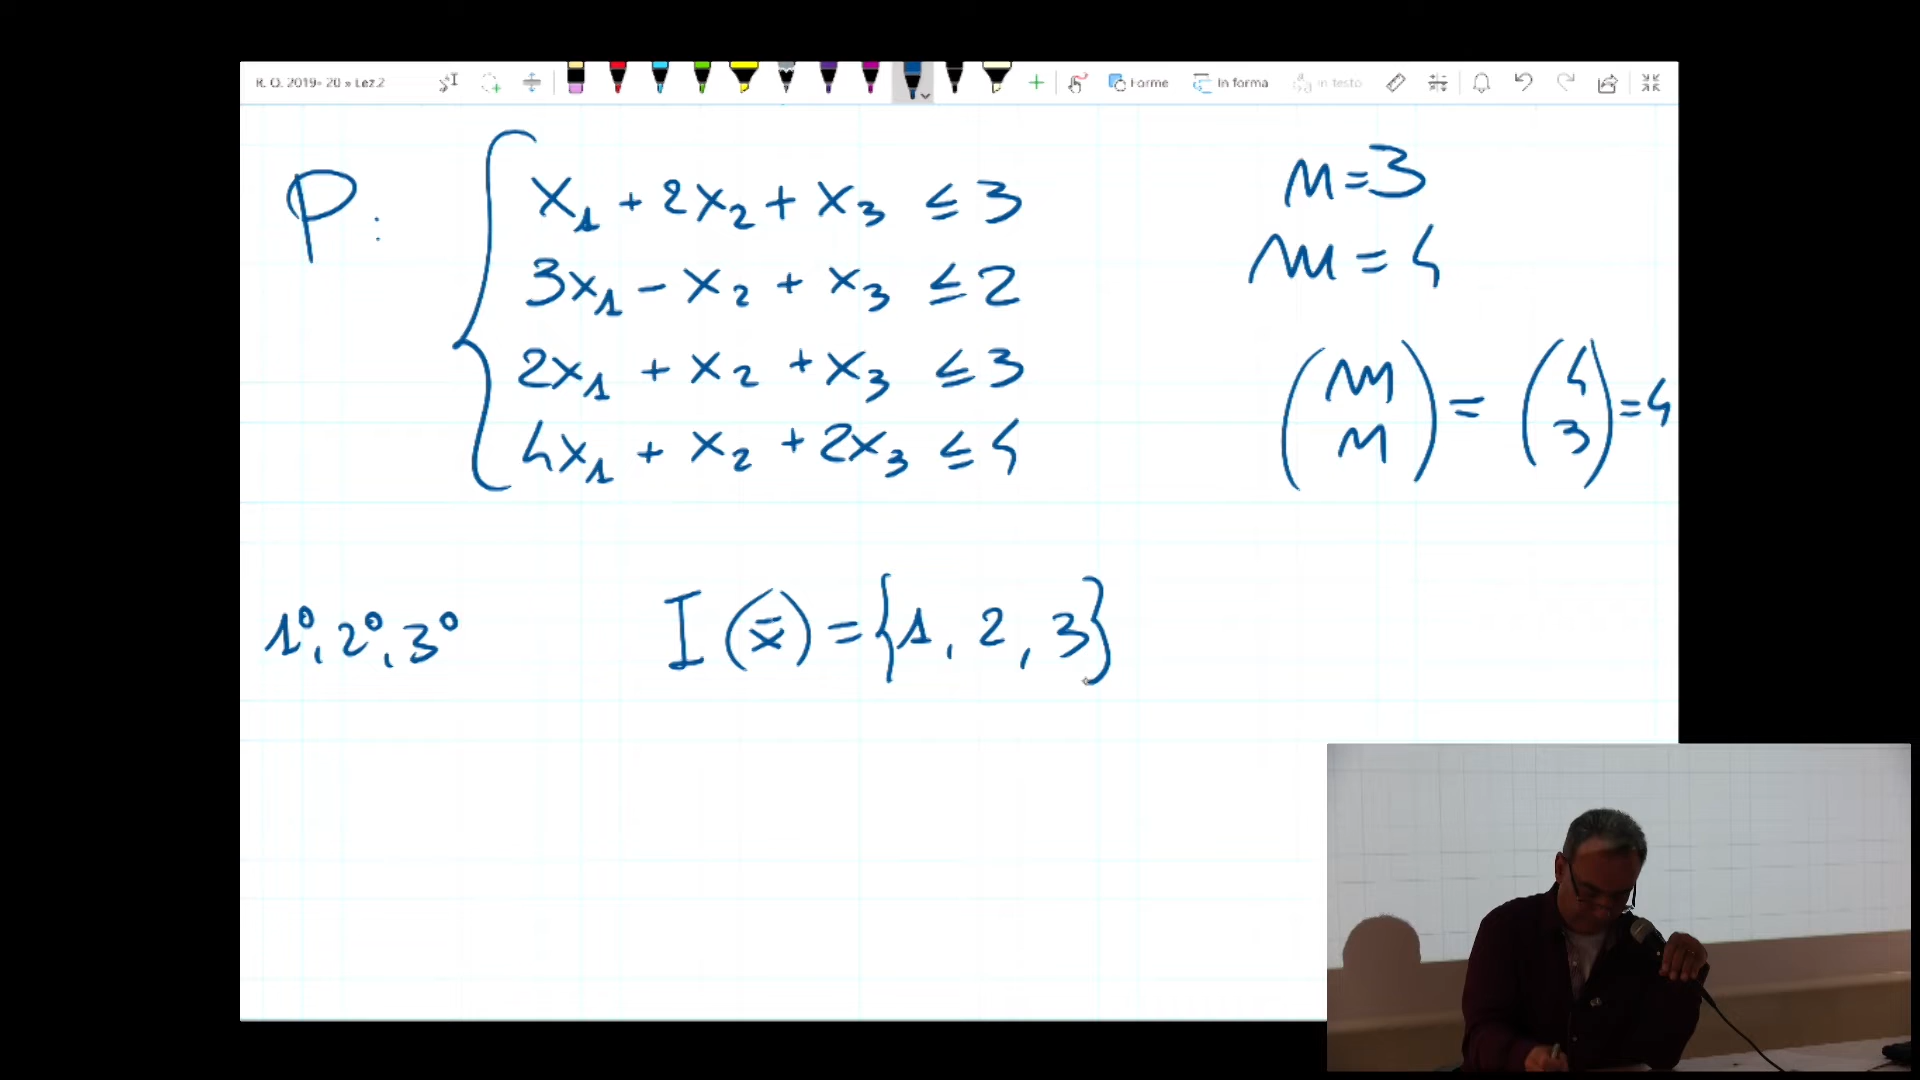 R. O. 2019- 20 » Lez.2
Forme
In forma
in testo
P:
x₁ + 2x₂ + x₃ ≤ 3
3x₁ - x₂ + x₃ ≤ 2
2x₁ + x₂ + x₃ ≤ 3
4x₁ + x₂ + 2x₃ ≤ 4
n=3
m = 4
(m n) = (4 3) = 4
1°, 2°, 3°
I (x̄) = {1, 2, 3}